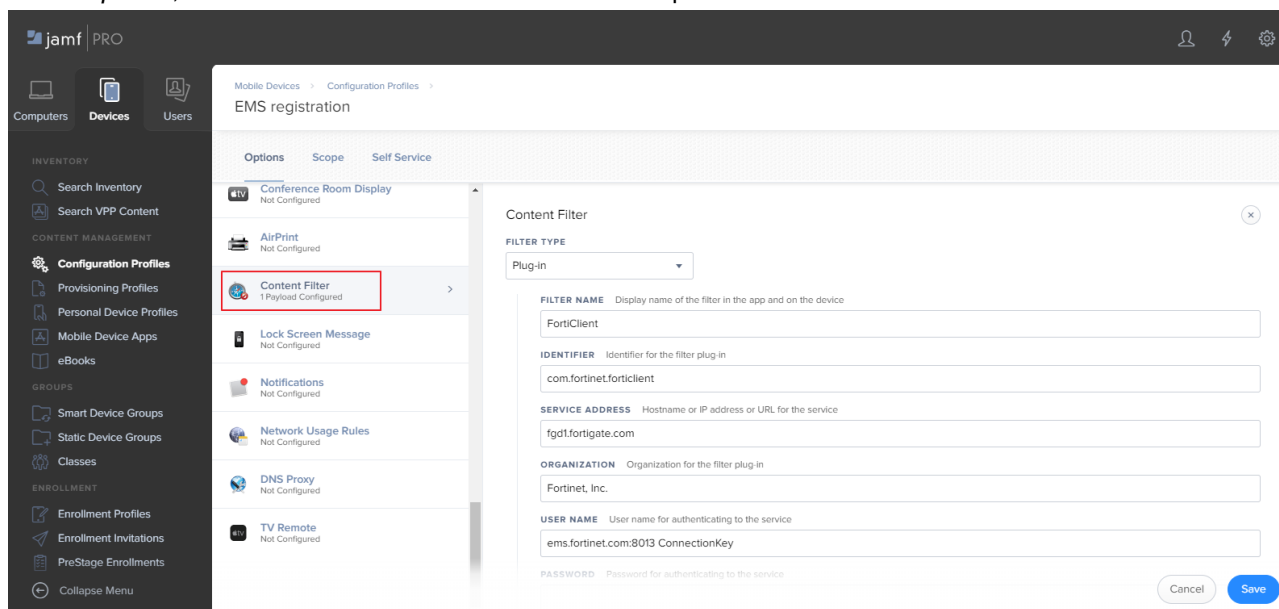 jamf PRO
Computers
Devices
Users
Mobile Devices > Configuration Profiles >
EMS registration
Options Scope Self Service
INVENTORY
Search Inventory
Search VPP Content
CONTENT MANAGEMENT
Configuration Profiles
Provisioning Profiles
Personal Device Profiles
Mobile Device Apps
eBooks
GROUPS
Smart Device Groups
Static Device Groups
Classes
ENROLLMENT
Enrollment Profiles
Enrollment Invitations
PreStage Enrollments
Collapse Menu
tv
Conference Room Display
Not Configured
AirPrint
Not Configured
Content Filter
1 Payload Configured
Lock Screen Message
Not Configured
Notifications
Not Configured
Network Usage Rules
Not Configured
DNS Proxy
Not Configured
tv
TV Remote
Not Configured
Content Filter
FILTER TYPE
Plug-in
FILTER NAME Display name of the filter in the app and on the device
FortiClient
IDENTIFIER Identifier for the filter plug-in
com.fortinet.forticlient
SERVICE ADDRESS Hostname or IP address or URL for the service
fgd1.fortigate.com
ORGANIZATION Organization for the filter plug-in
Fortinet, Inc.
USER NAME User name for authenticating to the service
ems.fortinet.com:8013 ConnectionKey
PASSWORD Password for authenticating to the service
Cancel Save